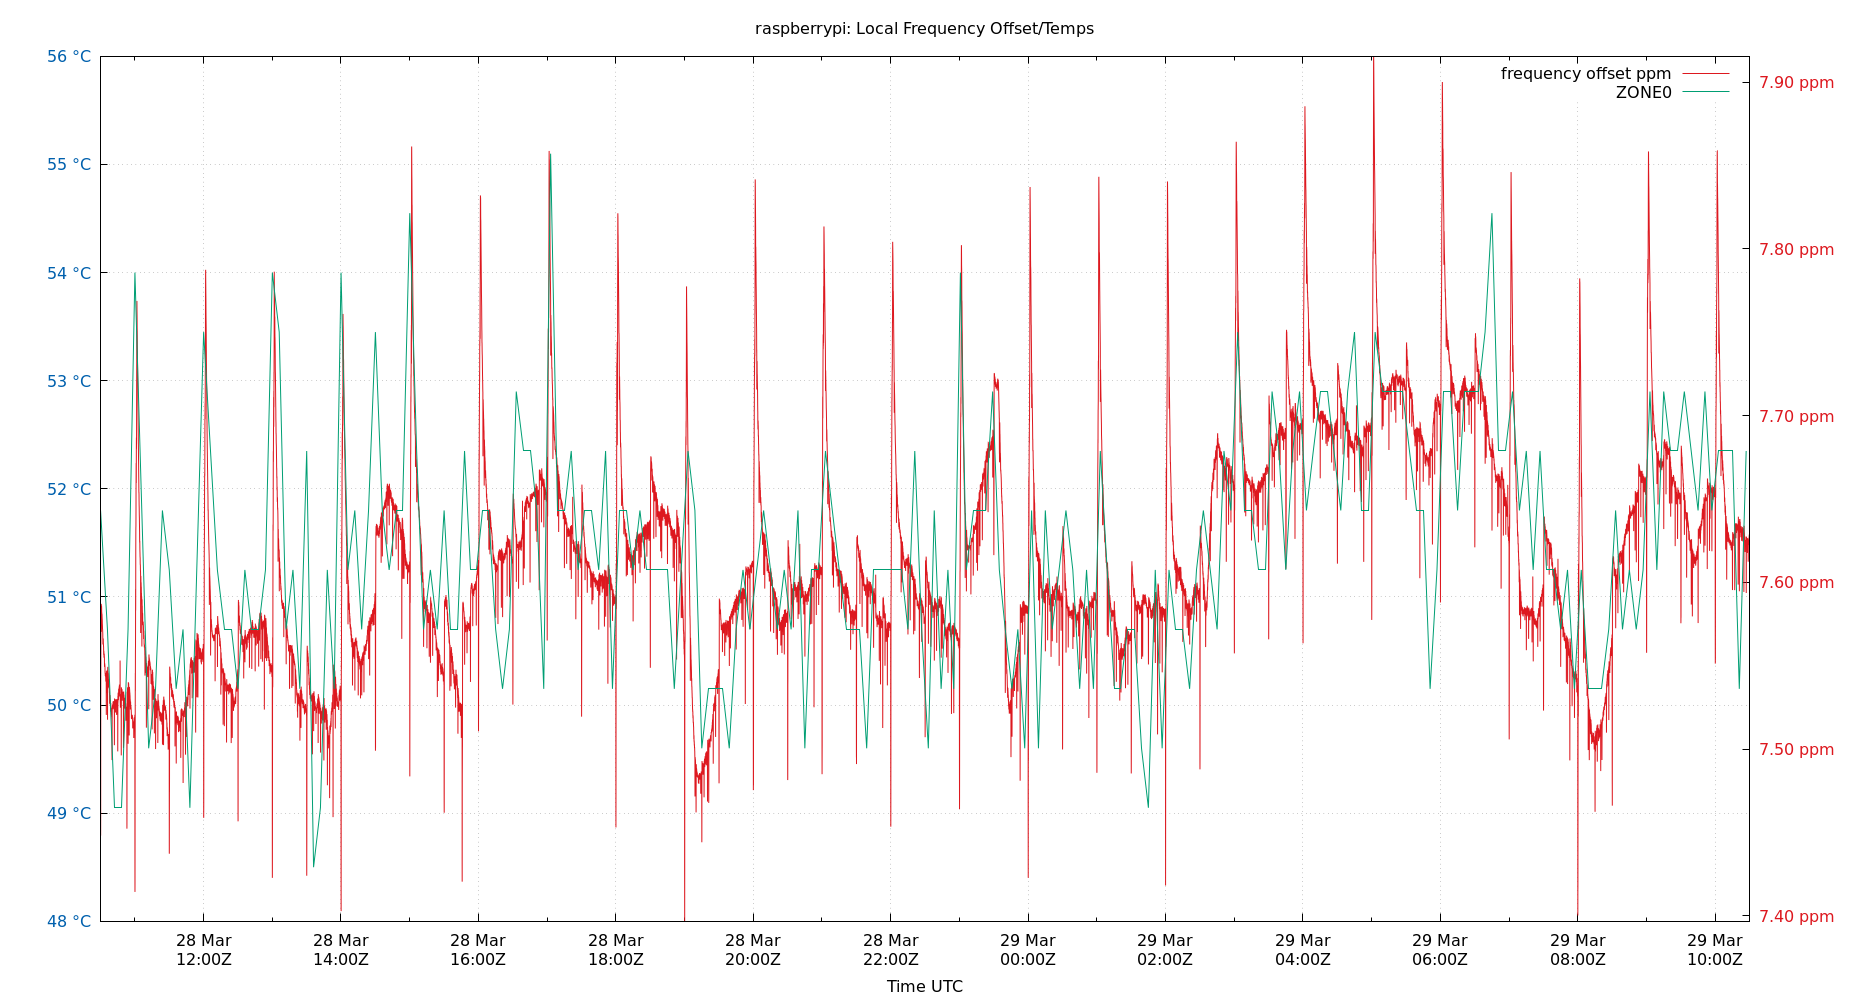 raspberrypi: Local Frequency Offset/Temps
56 °C
55 °C
54 °C
53 °C
52 °C
51 °C
50 °C
49 °C
48 °C
frequency offset ppm
ZONE0
7.90 ppm
7.80 ppm
7.70 ppm
7.60 ppm
7.50 ppm
7.40 ppm
28 Mar 28 Mar 28 Mar 28 Mar 28 Mar 28 Mar 29 Mar 29 Mar 29 Mar 29 Mar 29 Mar 29 Mar
12:00Z 14:00Z 16:00Z 18:00Z 20:00Z 22:00Z 00:00Z 02:00Z 04:00Z 06:00Z 08:00Z 10:00Z
Time UTC